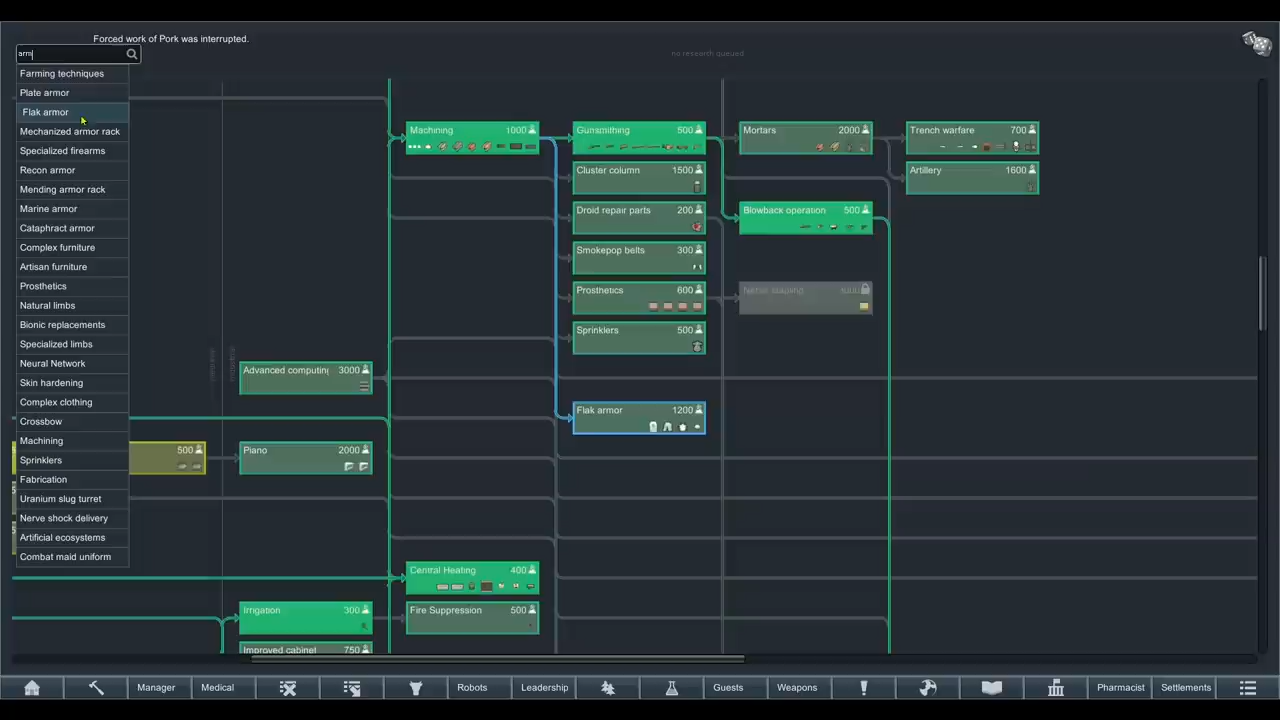 Forced work of Pork was interrupted.
arm
no research queued
Farming techniques
Plate armor
Flak armor
Mechanized armor rack
Specialized firearms
Recon armor
Mending armor rack
Marine armor
Cataphract armor
Complex furniture
Artisan furniture
Prosthetics
Natural limbs
Bionic replacements
Specialized limbs
Neural Network
Skin hardening
Complex clothing
Crossbow
Machining
Sprinklers
Fabrication
Uranium slug turret
Nerve shock delivery
Artificial ecosystems
Combat maid uniform
Machining 1000
Gunsmithing 500
Mortars 2000
Trench warfare 700
Cluster column 1500
Artillery 1600
Droid repair parts 200
Blowback operation 500
Smokepop belts 300
Prosthetics 600
Sprinklers 500
Advanced computing 3000
Flak armor 1200
500
Piano 2000
Central Heating 400
Irrigation 300
Fire Suppression 500
Improved cabinet 750
Manager
Medical
Robots
Leadership
Guests
Weapons
Pharmacist
Settlements